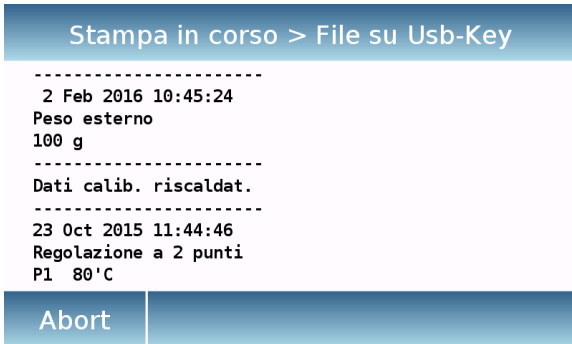 Stampa in corso > File su Usb-Key
-----------------------
2 Feb 2016 10:45:24
Peso esterno
100 g
-----------------------
Dati calib. riscaldat.
-----------------------
23 Oct 2015 11:44:46
Regolazione a 2 punti
P1  80'C
Abort